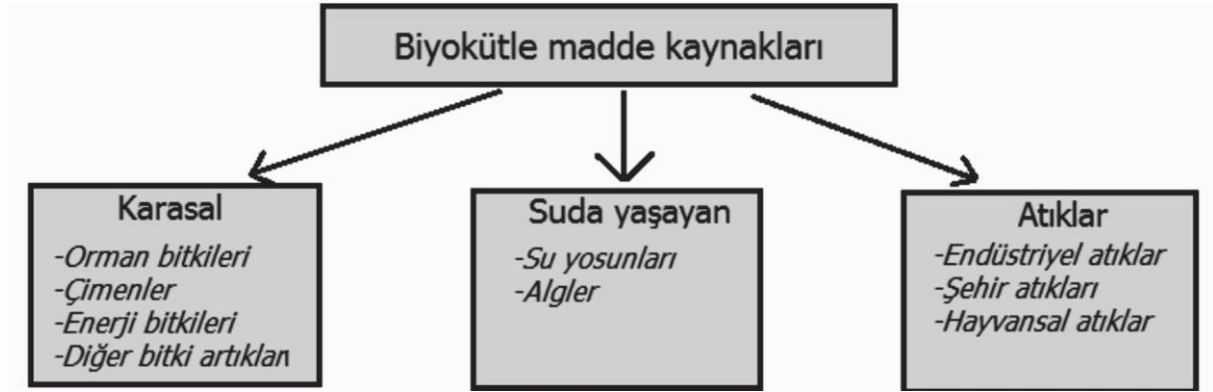 Biyokütle madde kaynakları
Karasal
-Orman bitkileri
-Çimenler
-Enerji bitkileri
-Diğer bitki artıkları
Suda yaşayan
-Su yosunları
-Algler
Atıklar
-Endüstriyel atıklar
-Şehir atıkları
-Hayvansal atıklar